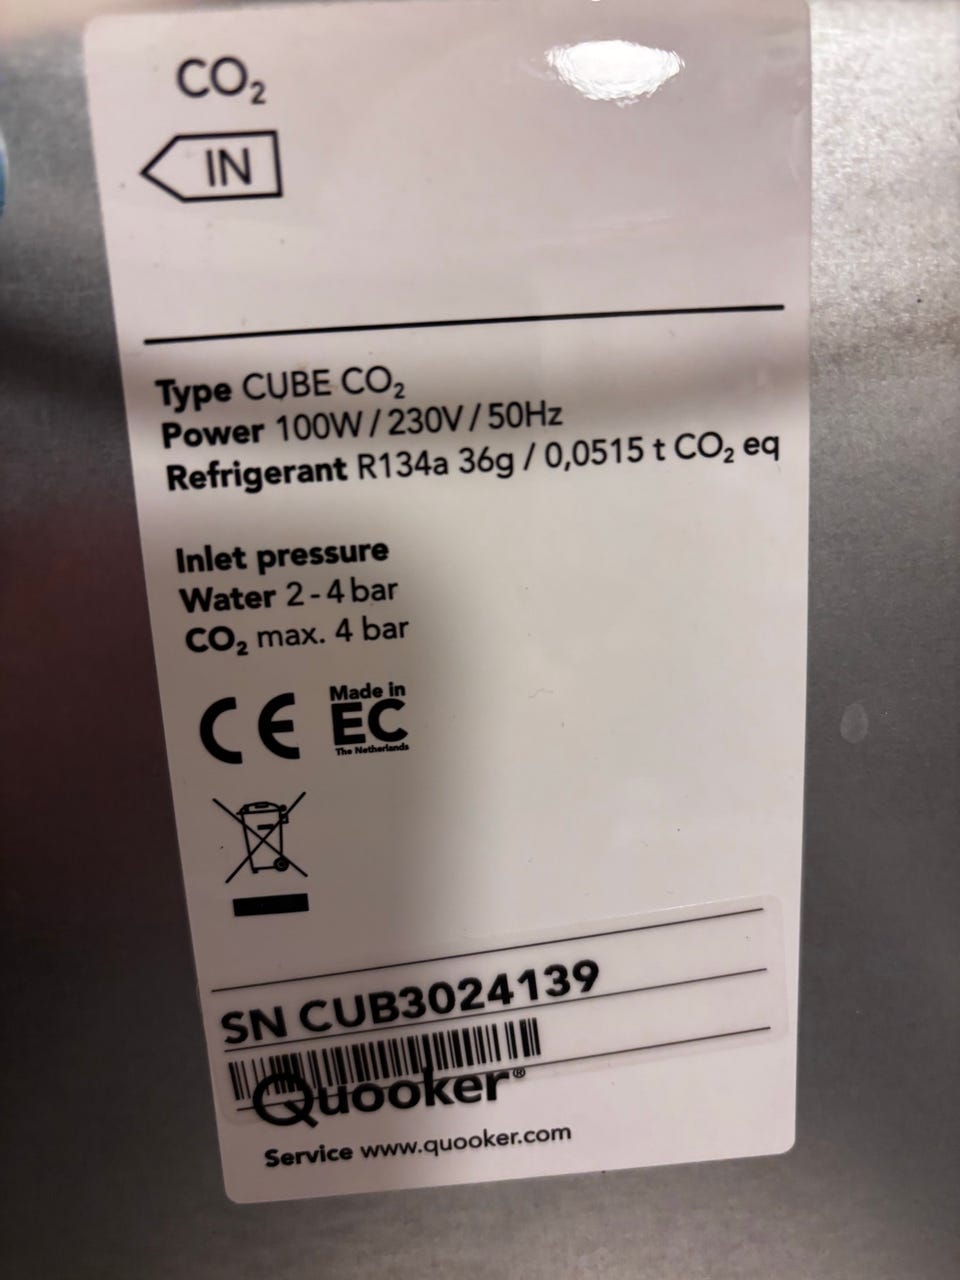 CO₂
IN
Type CUBE CO₂
Power 100W / 230V / 50Hz
Refrigerant R134a 36g / 0,0515 t CO₂ eq
Inlet pressure
Water 2 - 4 bar
CO₂ max. 4 bar
CE
Made in
EC
The Netherlands
SN CUB3024139
Quooker®
Service www.quooker.com